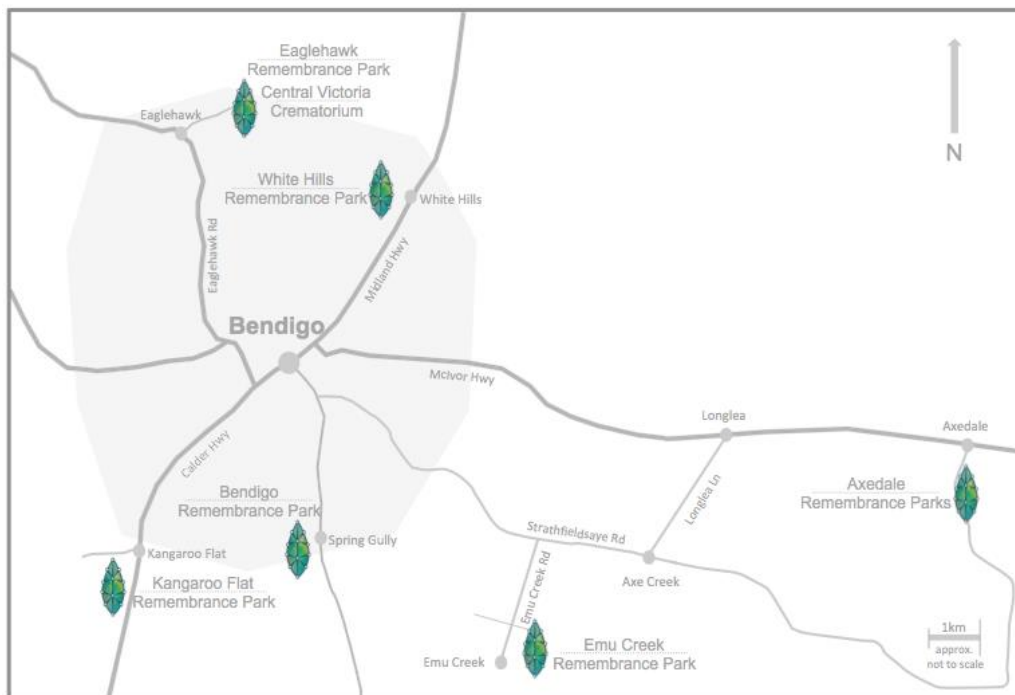 Eaglehawk
Remembrance Park
Central Victoria
Crematorium
Eaglehawk
N
White Hills
Remembrance Park
White Hills
Eaglehawk Rd
Midland Hwy
Bendigo
McIvor Hwy
Longlea
Axedale
Calder Hwy
Bendigo
Remembrance Park
Longlea Ln
Axedale
Remembrance Parks
Strathfieldsaye Rd
Spring Gully
Kangaroo Flat
Axe Creek
Kangaroo Flat
Remembrance Park
Emu Creek Rd
1km
approx.
not to scale
Emu Creek
Emu Creek
Remembrance Park